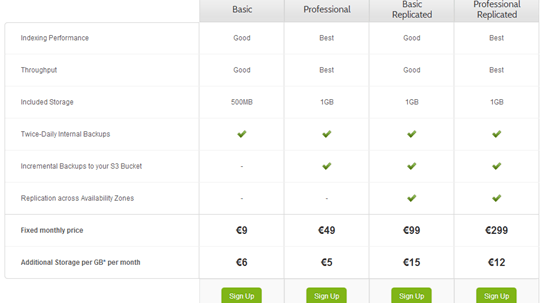 Basic Professional Basic Replicated Professional Replicated
Indexing Performance Good Best Good Best
Throughput Good Best Good Best
Included Storage 500MB 1GB 1GB 1GB
Twice-Daily Internal Backups
Incremental Backups to your S3 Bucket -
Replication across Availability Zones - -
Fixed monthly price €9 €49 €99 €299
Additional Storage per GB* per month €6 €5 €15 €12
Sign Up Sign Up Sign Up Sign Up